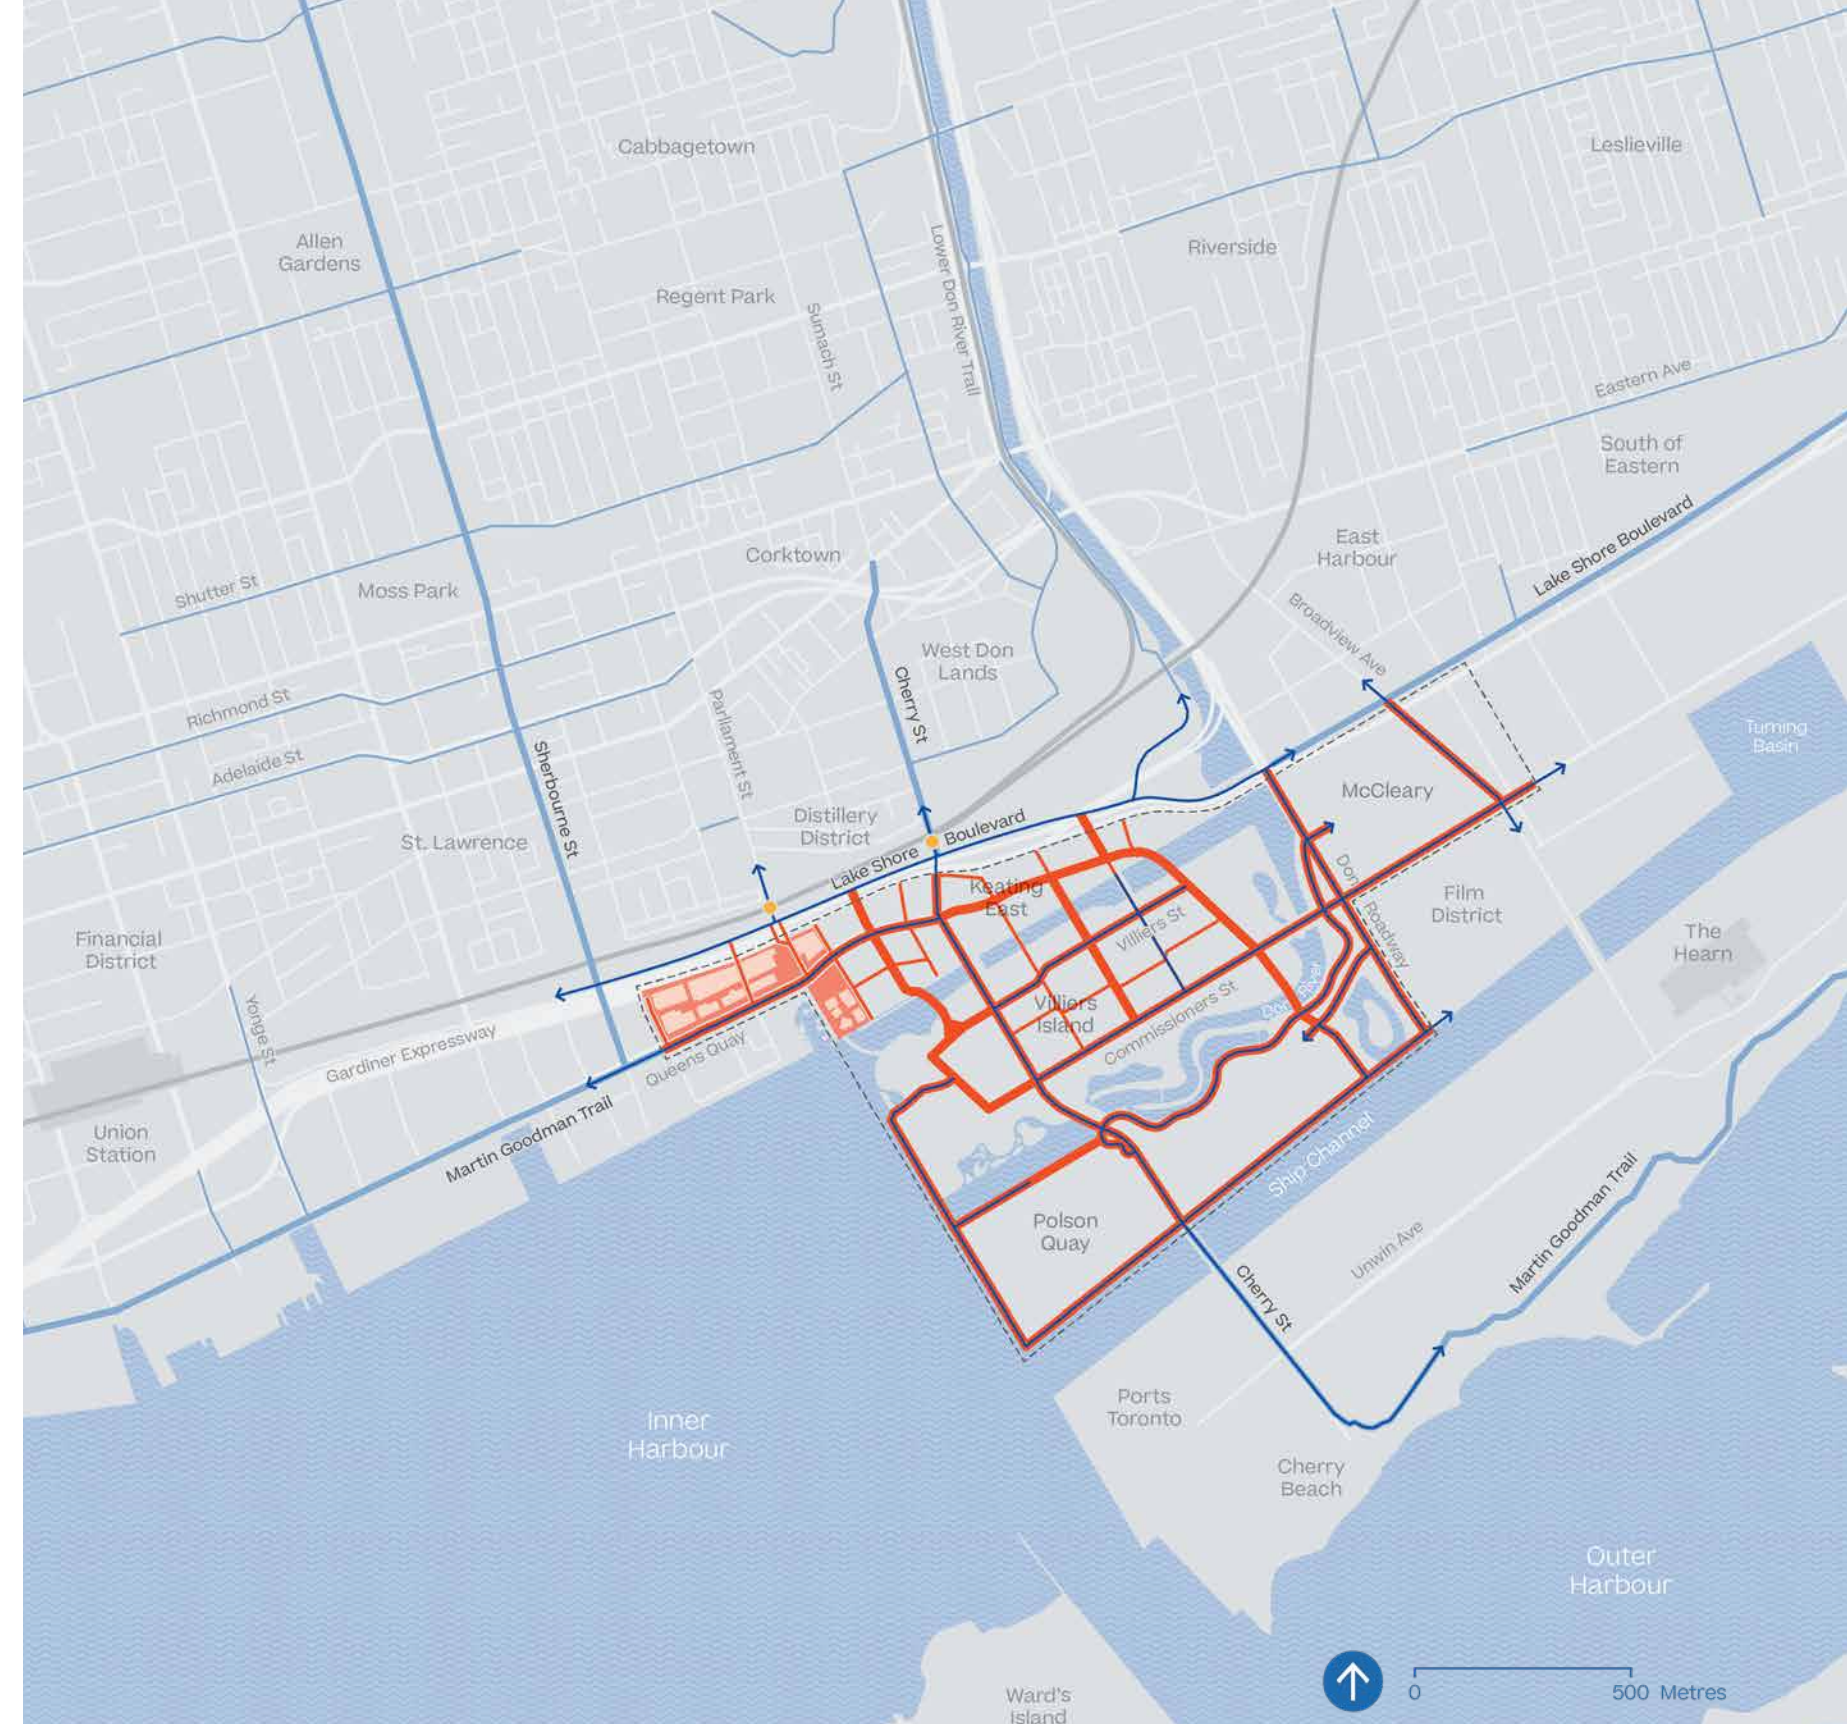 Cabbagetown
Leslieville
Allen
Gardens
Riverside
Regent Park
Lower Don River Trail
Sumach St
Eastern Ave
South of
Eastern
Lake Shore Boulevard
East
Harbour
Corktown
Shutter St
Moss Park
Broadview Ave
West Don
Lands
Cherry St
Richmond St
Parliament St
Adelaide St
Sherbourne St
Turning
Basin
McCleary
Distillery
District
St. Lawrence
Lake Shore Boulevard
Keating
East
Don Roadway
Film
District
Villiers St
Financial
District
The
Hearn
Yonge St
Villiers
Island
Don River
Commissioners St
Gardiner Expressway
Queens Quay
Union
Station
Martin Goodman Trail
Ship Channel
Polson
Quay
Unwin Ave
Martin Goodman Trail
Cherry St
Ports
Toronto
Inner
Harbour
Cherry
Beach
Outer
Harbour
Ward's
Island
0 500 Metres